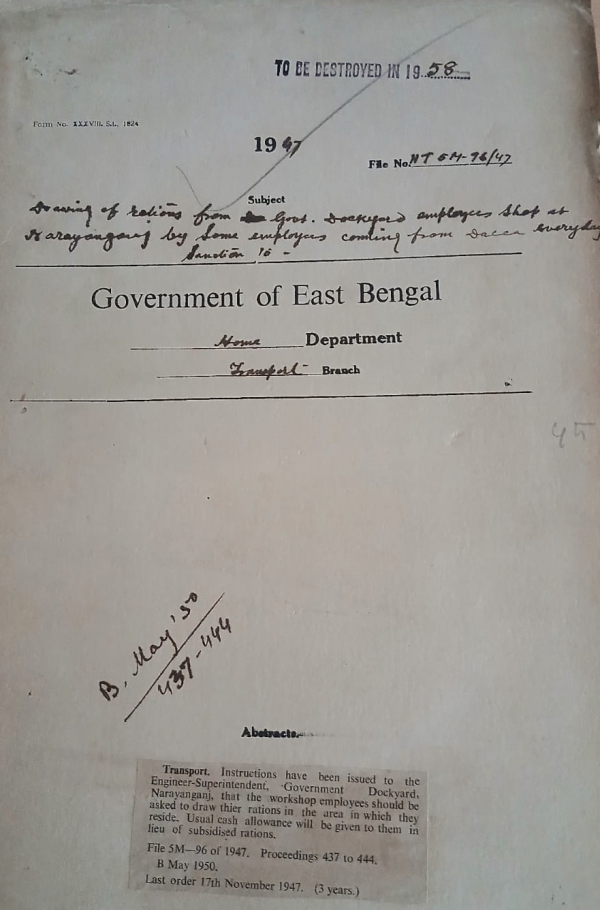 TO BE DESTROYED IN 1958
Form No. XXXVIII. S.L. 1824
1947
File No. HT 5M-96/47
Subject
Drawing of rations from Govt. Dockyard employees Shop at
Narayanganj by Some employees coming from Dacca everyday
Sanction to -
Government of East Bengal
Home Department
Transport Branch
45
B. May '50
437-444
Abstracts.
Transport. Instructions have been issued to the
Engineer-Superintendent, Government Dockyard,
Narayanganj, that the workshop employees should be
asked to draw thier rations in the area in which they
reside. Usual cash allowance will be given to them in
lieu of subsidised rations.
File 5M—96 of 1947. Proceedings 437 to 444.
B May 1950.
Last order 17th November 1947. (3 years.)